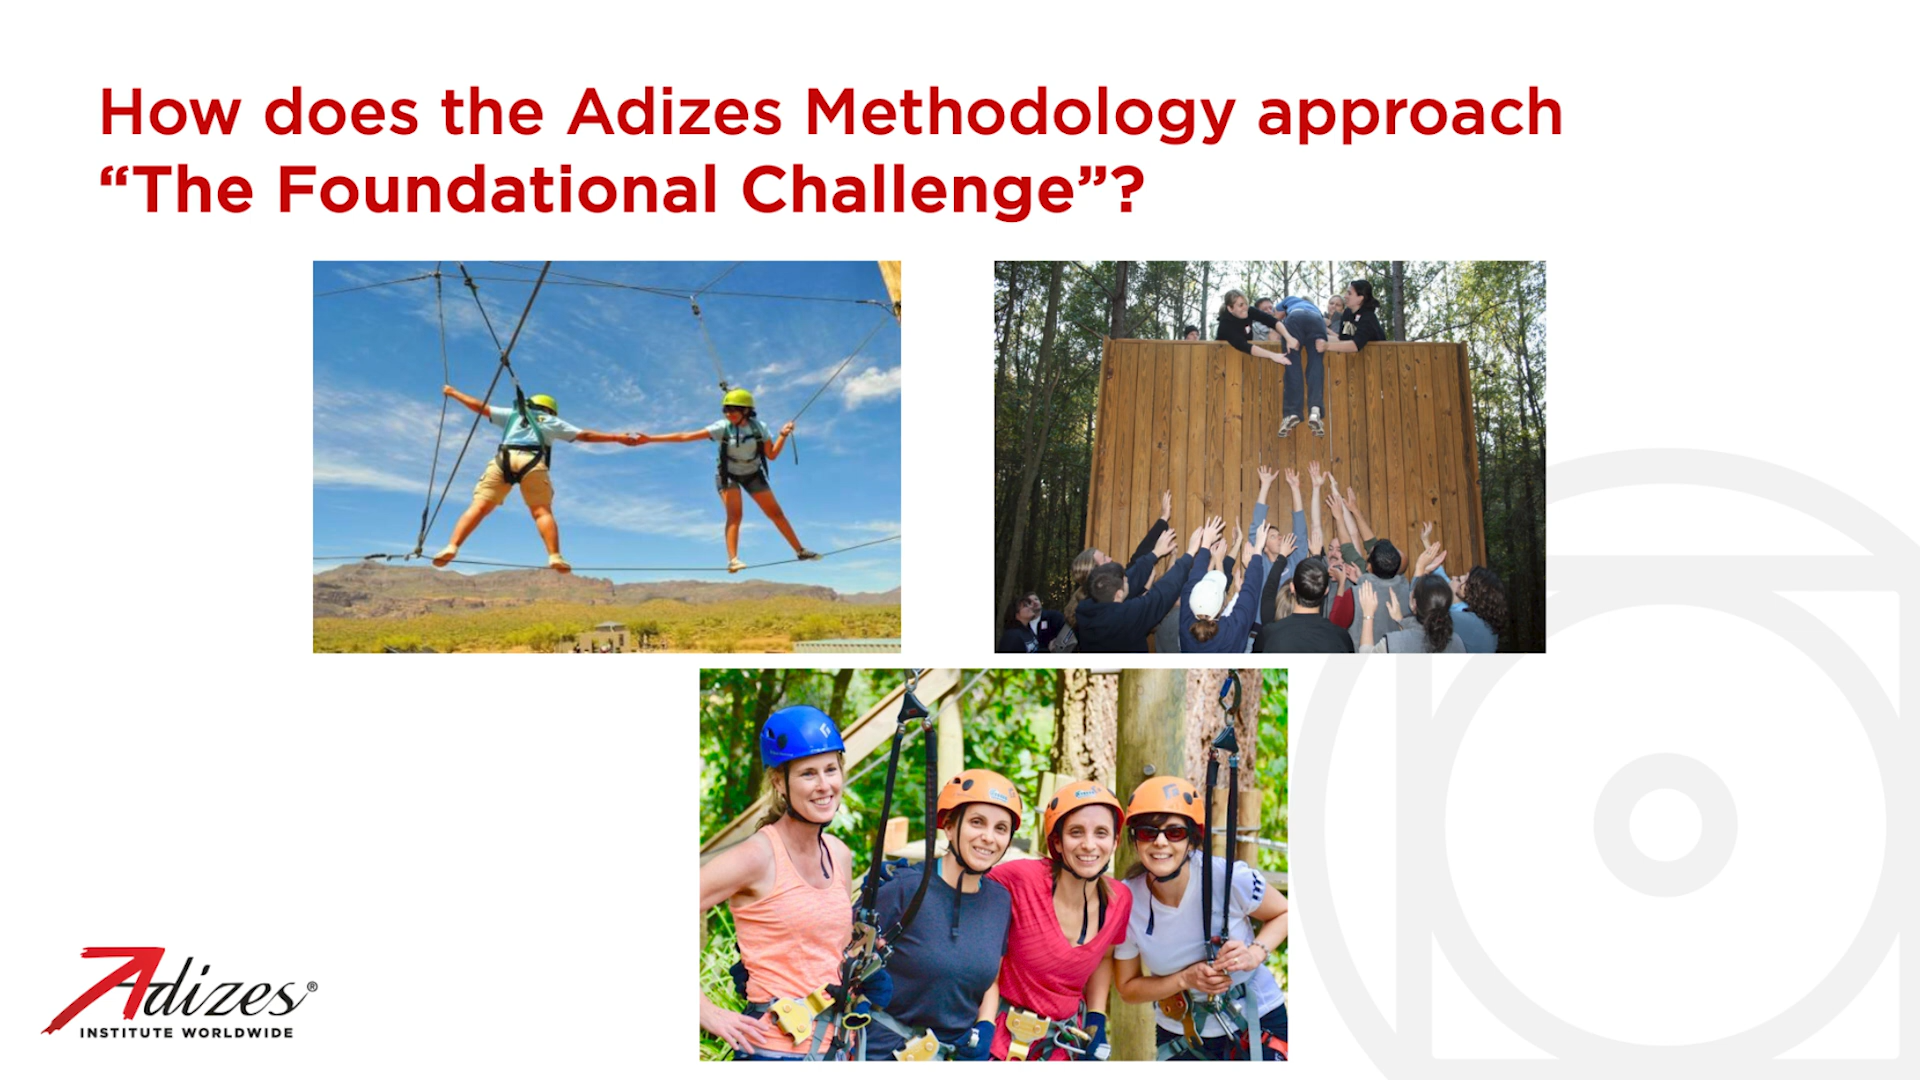 How does the Adizes Methodology approach
“The Foundational Challenge”?
Adizes®
INSTITUTE WORLDWIDE